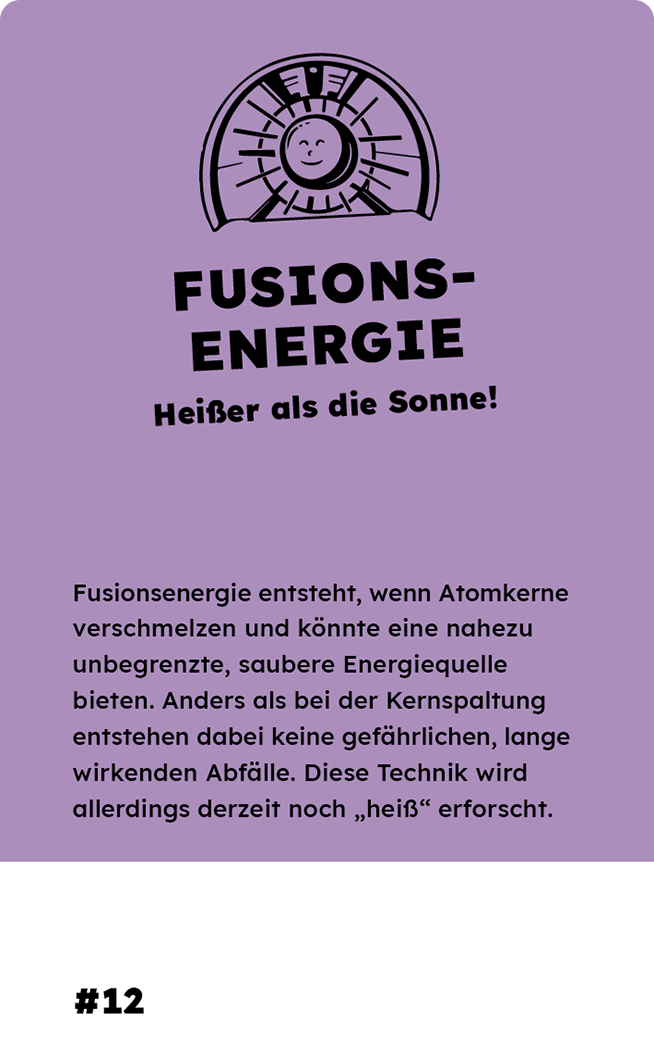 FUSIONS-
ENERGIE
Heißer als die Sonne!
Fusionsenergie entsteht, wenn Atomkerne
verschmelzen und könnte eine nahezu
unbegrenzte, saubere Energiequelle
bieten. Anders als bei der Kernspaltung
entstehen dabei keine gefährlichen, lange
wirkenden Abfälle. Diese Technik wird
allerdings derzeit noch „heiß“ erforscht.
#12